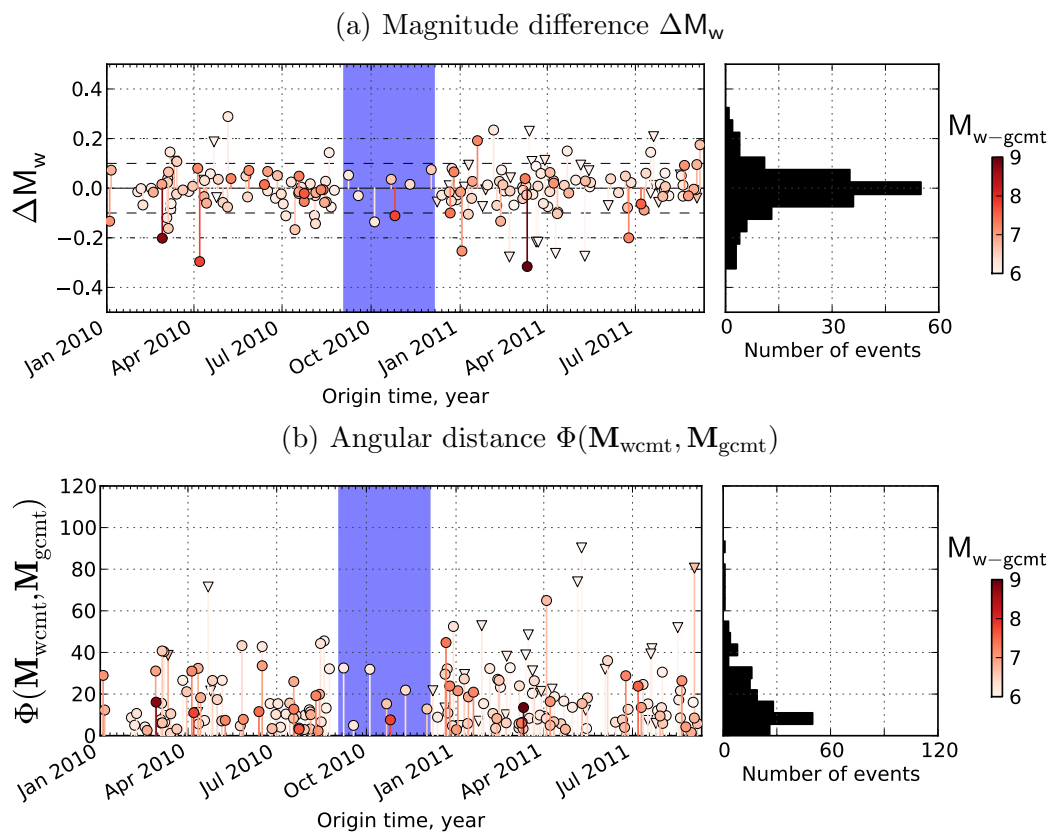 (a) Magnitude difference ΔM_w
0.4
0.2
0.0
−0.2
−0.4
ΔM_w
Jan 2010
Apr 2010
Jul 2010
Oct 2010
Jan 2011
Apr 2011
Jul 2011
Origin time, year
0 30 60
Number of events
M_w−gcmt
9
8
7
6
(b) Angular distance Φ(M_wcmt, M_gcmt)
120
100
80
60
40
20
0
Φ(M_wcmt, M_gcmt)
Jan 2010
Apr 2010
Jul 2010
Oct 2010
Jan 2011
Apr 2011
Jul 2011
Origin time, year
0 60 120
Number of events
M_w−gcmt
9
8
7
6